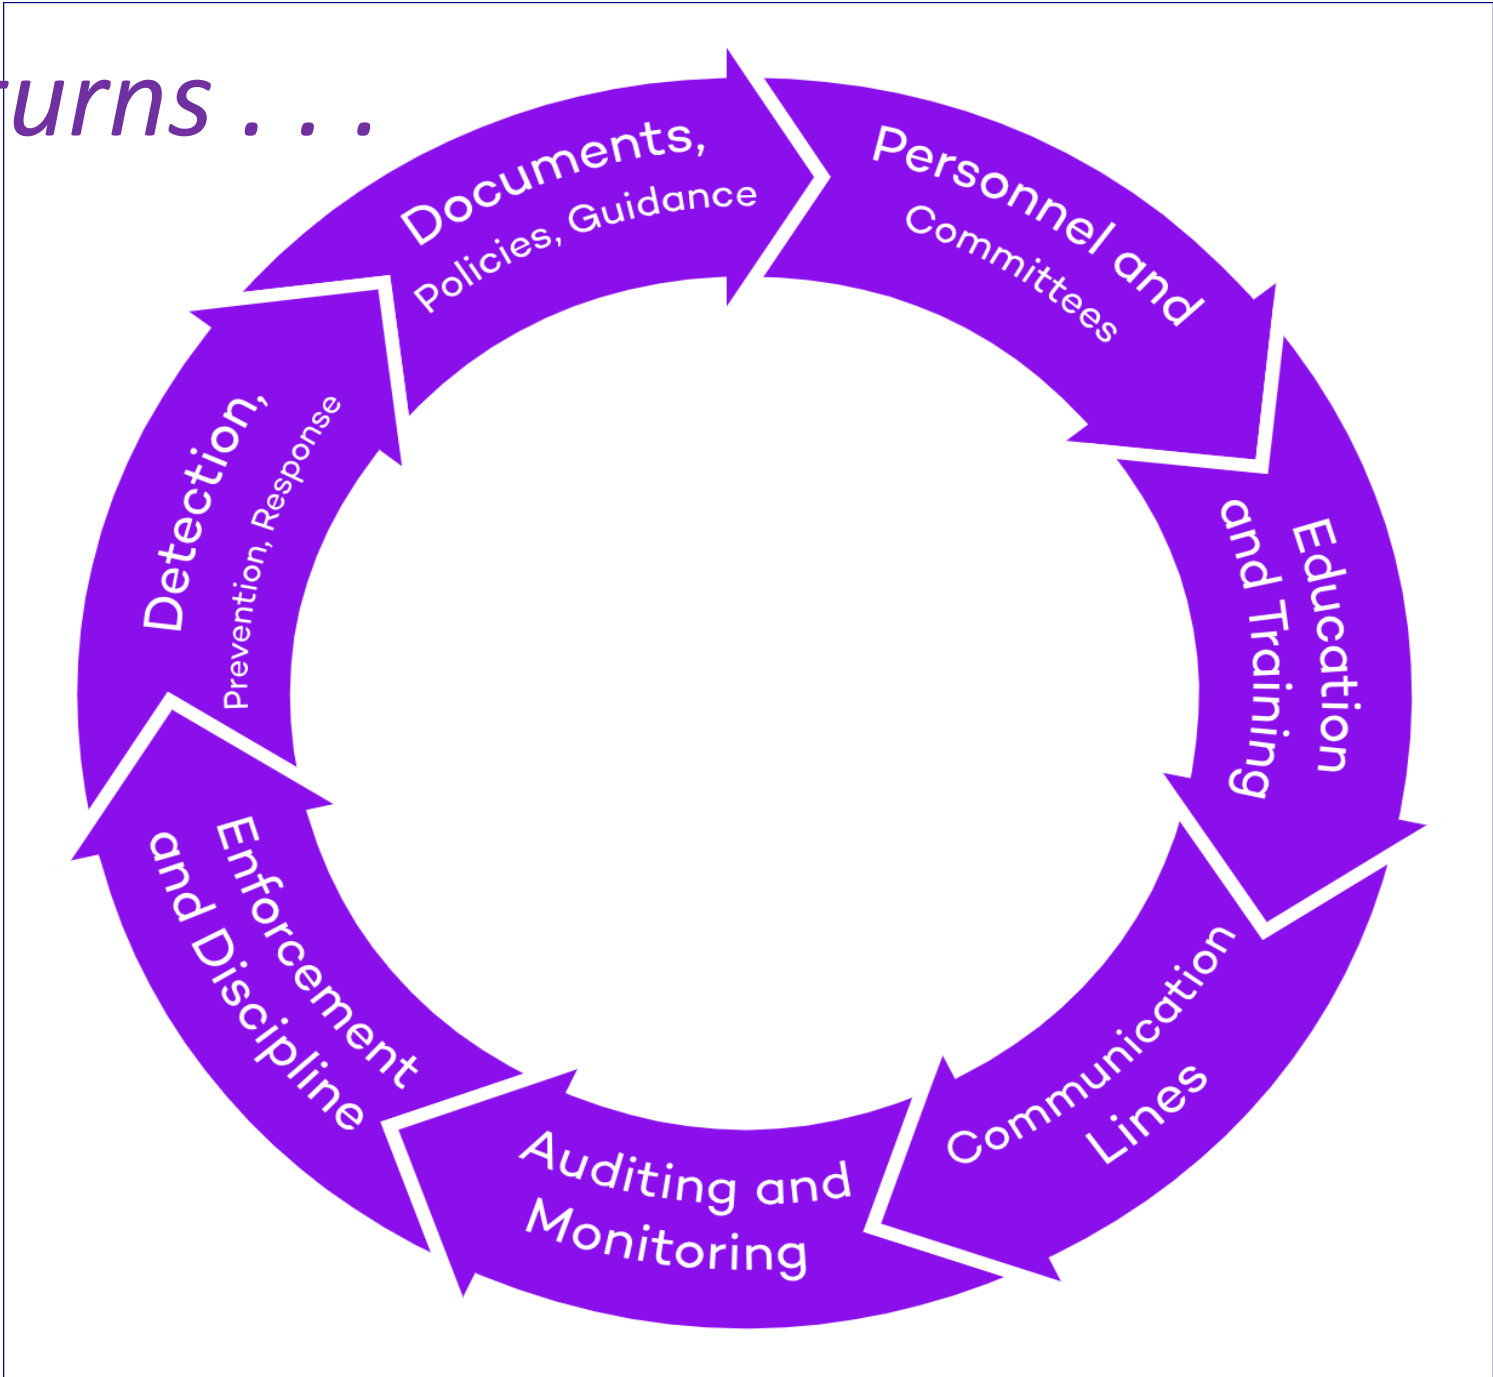 urns . . .
Documents,
Policies, Guidance
Personnel and
Committees
Education
and Training
Communication
Lines
Auditing and
Monitoring
Enforcement
and Discipline
Detection,
Prevention, Response